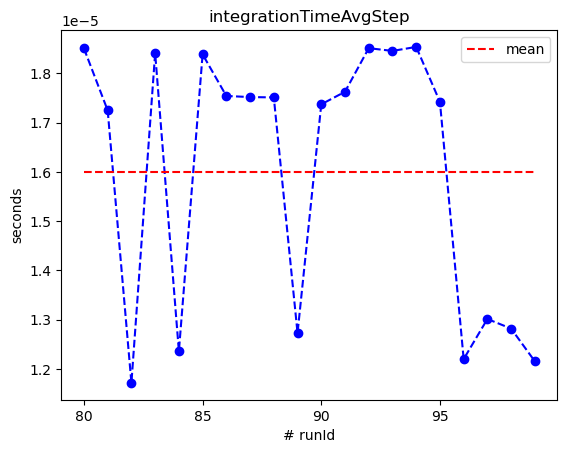 integrationTimeAvgStep
1e−5
mean
1.8
1.7
1.6
1.5
1.4
1.3
1.2
seconds
80
85
90
95
# runId